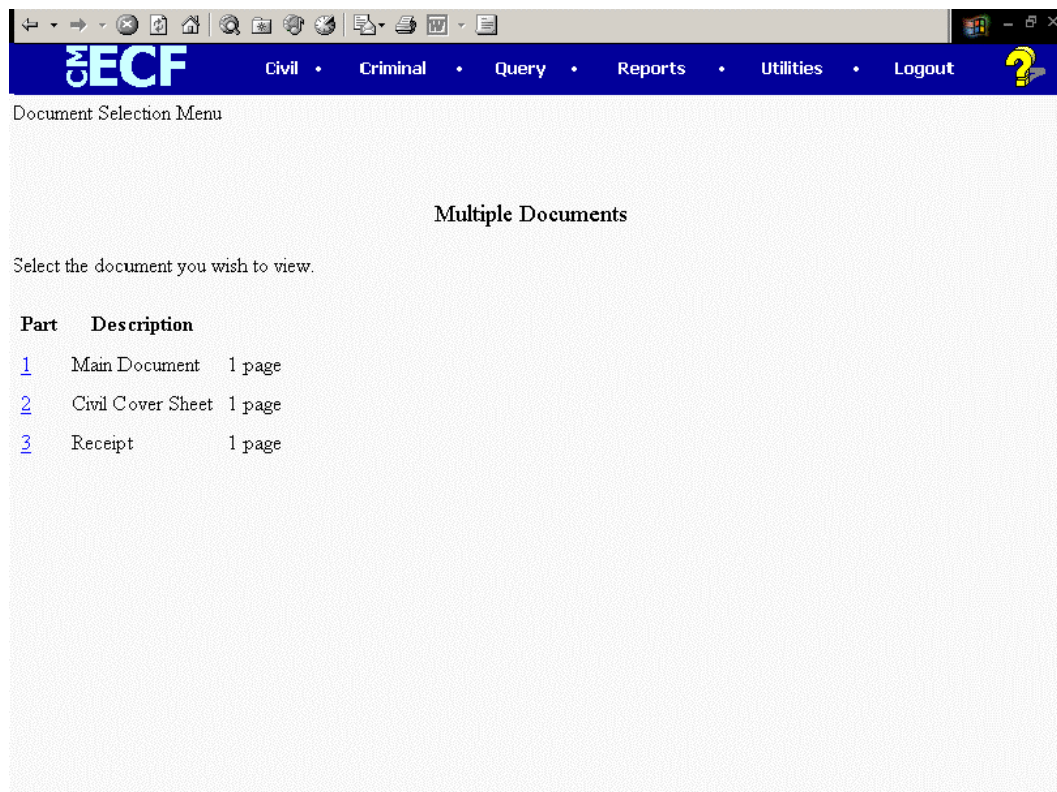 CM ECF Civil • Criminal • Query • Reports • Utilities • Logout ?
Document Selection Menu
Multiple Documents
Select the document you wish to view.
Part Description
1 Main Document 1 page
2 Civil Cover Sheet 1 page
3 Receipt 1 page